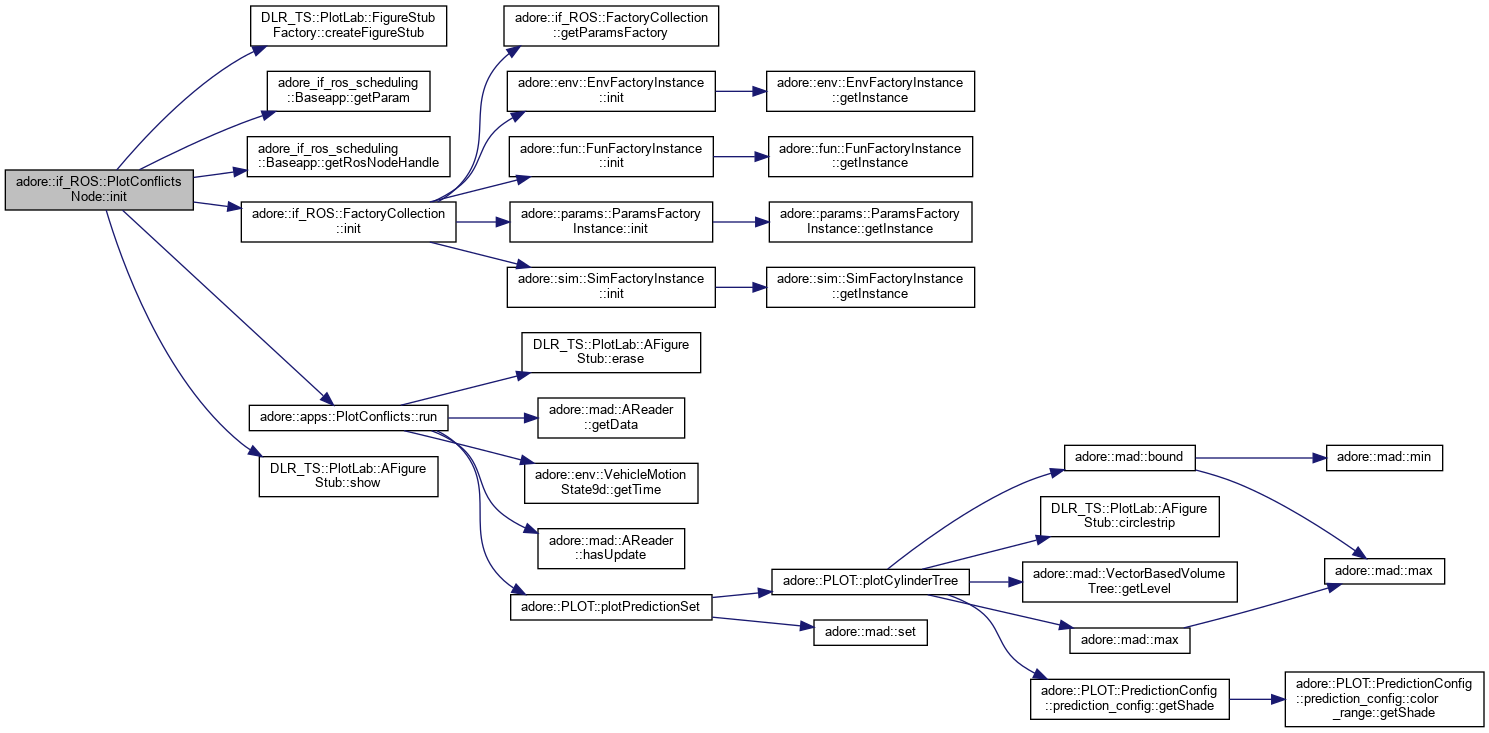 adore::if_ROS::PlotConflicts
Node::init
DLR_TS::PlotLab::FigureStub
Factory::createFigureStub
adore_if_ros_scheduling
::Baseapp::getParam
adore_if_ros_scheduling
::Baseapp::getRosNodeHandle
adore::if_ROS::FactoryCollection
::init
adore::if_ROS::FactoryCollection
::getParamsFactory
adore::env::EnvFactoryInstance
::init
adore::env::EnvFactoryInstance
::getInstance
adore::fun::FunFactoryInstance
::init
adore::fun::FunFactoryInstance
::getInstance
adore::params::ParamsFactory
Instance::init
adore::params::ParamsFactory
Instance::getInstance
adore::sim::SimFactoryInstance
::init
adore::sim::SimFactoryInstance
::getInstance
adore::apps::PlotConflicts::run
DLR_TS::PlotLab::AFigure
Stub::show
DLR_TS::PlotLab::AFigure
Stub::erase
adore::mad::AReader
::getData
adore::env::VehicleMotion
State9d::getTime
adore::mad::AReader
::hasUpdate
adore::PLOT::plotPredictionSet
adore::PLOT::plotCylinderTree
adore::mad::set
adore::mad::bound
adore::mad::min
DLR_TS::PlotLab::AFigure
Stub::circlestrip
adore::mad::VectorBasedVolume
Tree::getLevel
adore::mad::max
adore::mad::max
adore::PLOT::PredictionConfig
::prediction_config::getShade
adore::PLOT::PredictionConfig
::prediction_config::color
_range::getShade